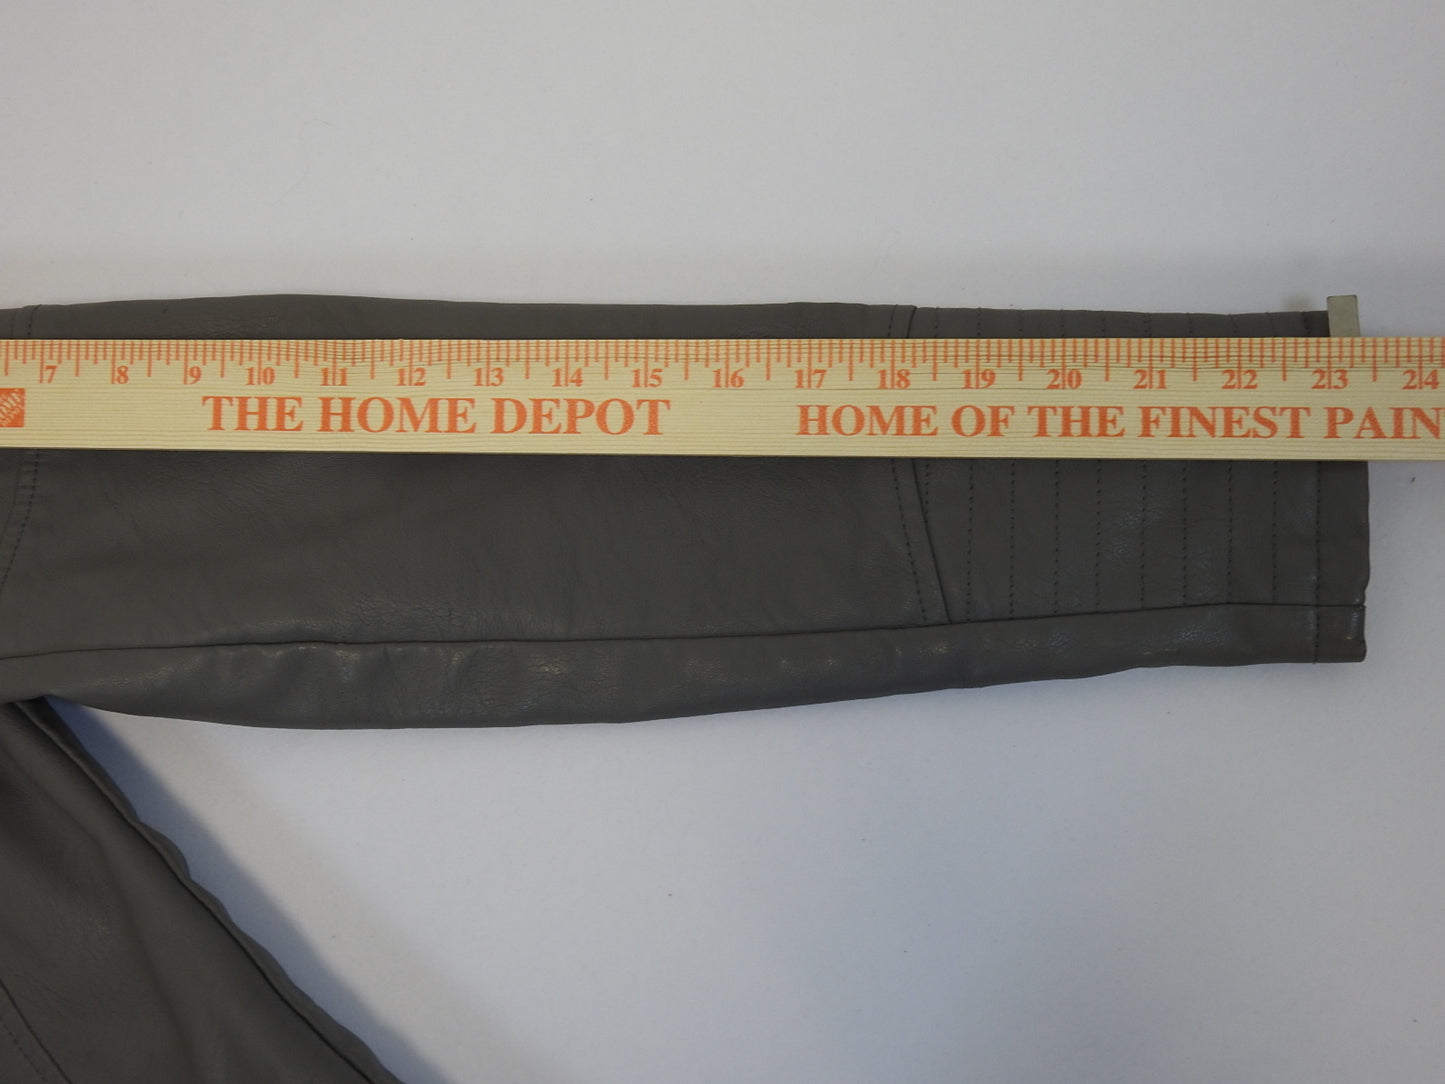 7 8 9 10 11 12 13 14 15 16 17 18 19 20 21 22 23 24
THE HOME DEPOT HOME OF THE FINEST PAIN